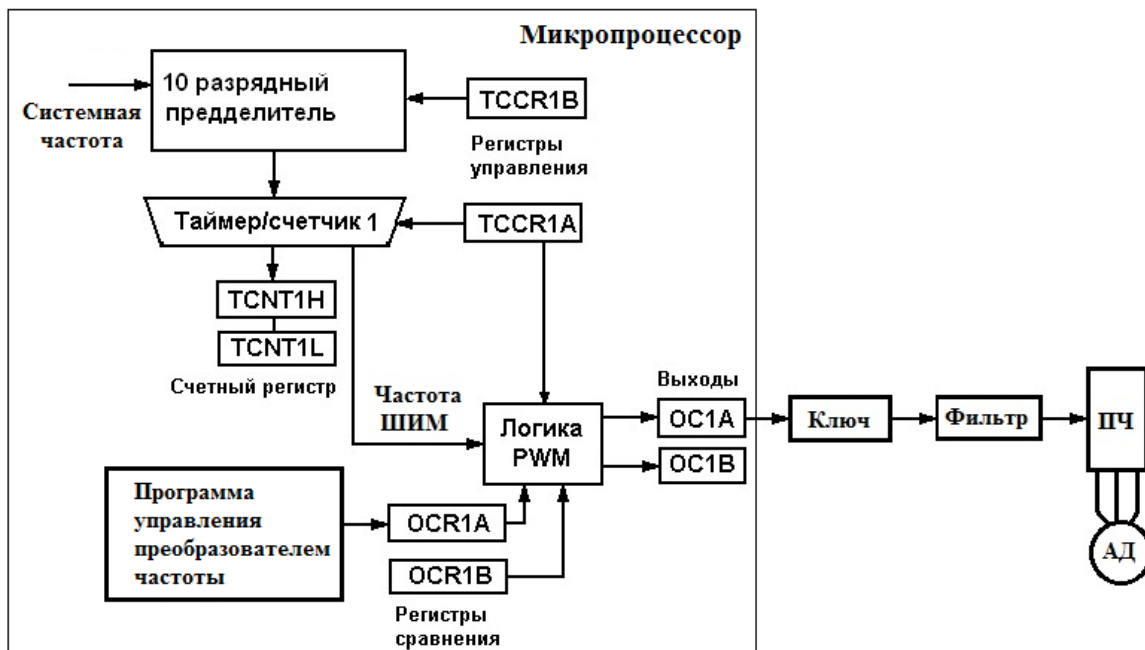 Микропроцессор
10 разрядный
предделитель
Системная
частота
TCCR1B
Регистры
управления
Таймер/счетчик 1
TCCR1A
TCNT1H
TCNT1L
Счетный регистр
Частота
ШИМ
Логика
PWM
Выходы
OC1A
OC1B
Ключ
Фильтр
ПЧ
АД
Программа
управления
преобразователем
частоты
OCR1A
OCR1B
Регистры
сравнения